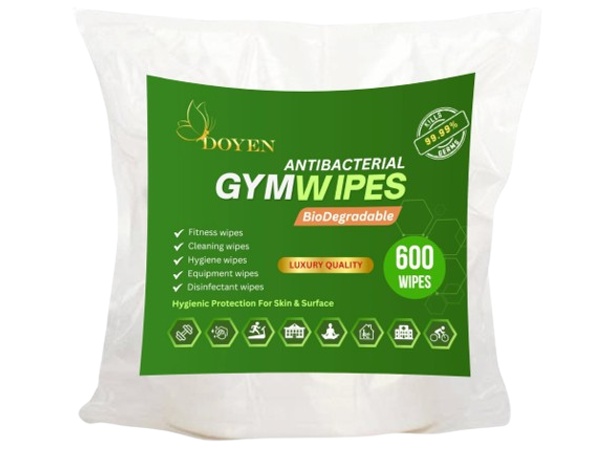 DOYEN
KILLS
99.99%
GERMS
ANTIBACTERIAL
GYMWIPES
BioDegradable
Fitness wipes
Cleaning wipes
Hygiene wipes
Equipment wipes
Disinfectant wipes
LUXURY QUALITY
600
WIPES
Hygienic Protection For Skin & Surface